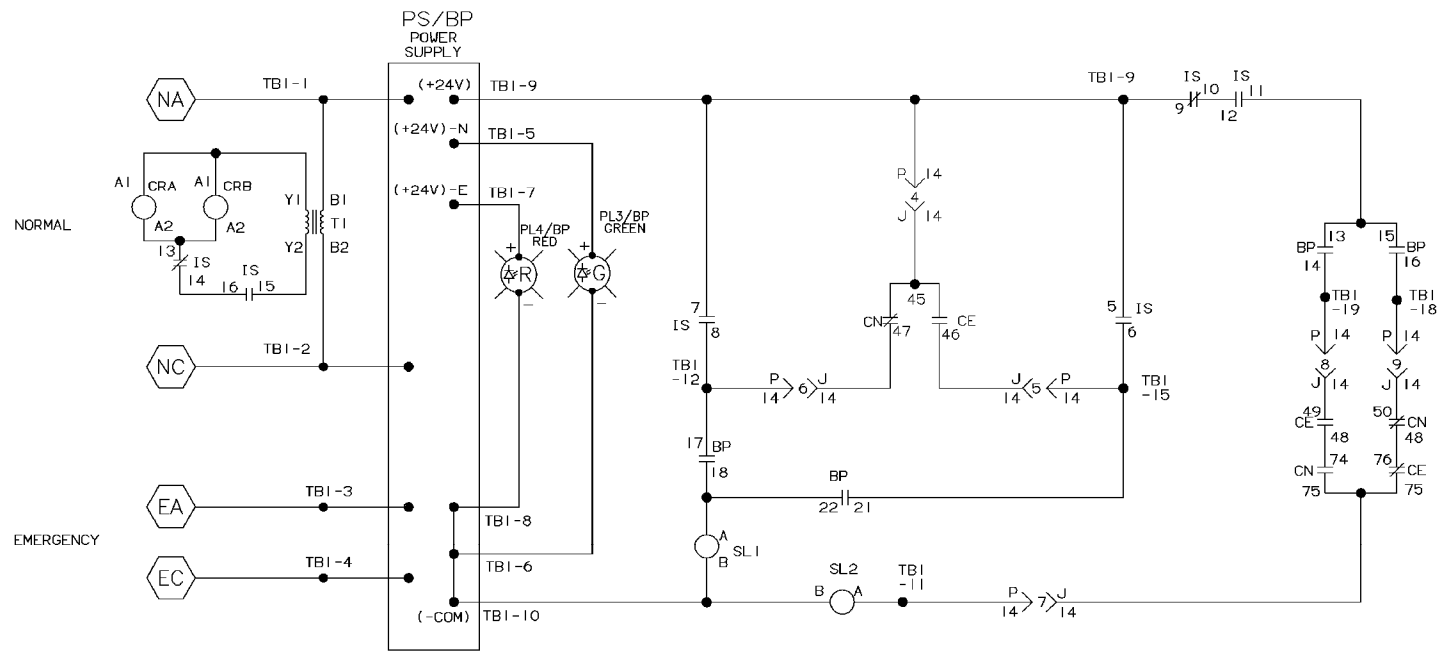 PS/BP
POWER
SUPPLY
NA
TB1-1
(+24V)
TB1-9
TB1-9
IS
10
9
IS
11
12
(+24V)-N
TB1-5
A1
CRA
A2
A1
CRB
A2
Y1
B1
T1
Y2
B2
(+24V)-E
TB1-7
P
14
4
J
14
NORMAL
13
IS
14
IS
16
15
PL4/BP
RED
+
R
-
PL3/BP
GREEN
+
G
-
BP
13
14
15
BP
16
TB1
-19
TB1
-18
45
CN
47
CE
46
7
IS
8
5
IS
6
NC
TB1-2
TB1
-12
P
14
6
J
14
J
14
5
P
14
TB1
-15
P
14
8
J
14
P
14
9
J
14
49
CE
48
50
CN
48
17
BP
18
74
CN
75
76
CE
75
BP
22
21
EA
TB1-3
TB1-8
EMERGENCY
A
B
SL1
EC
TB1-4
TB1-6
SL2
B
A
TB1
-11
P
14
7
J
14
(-COM)
TB1-10